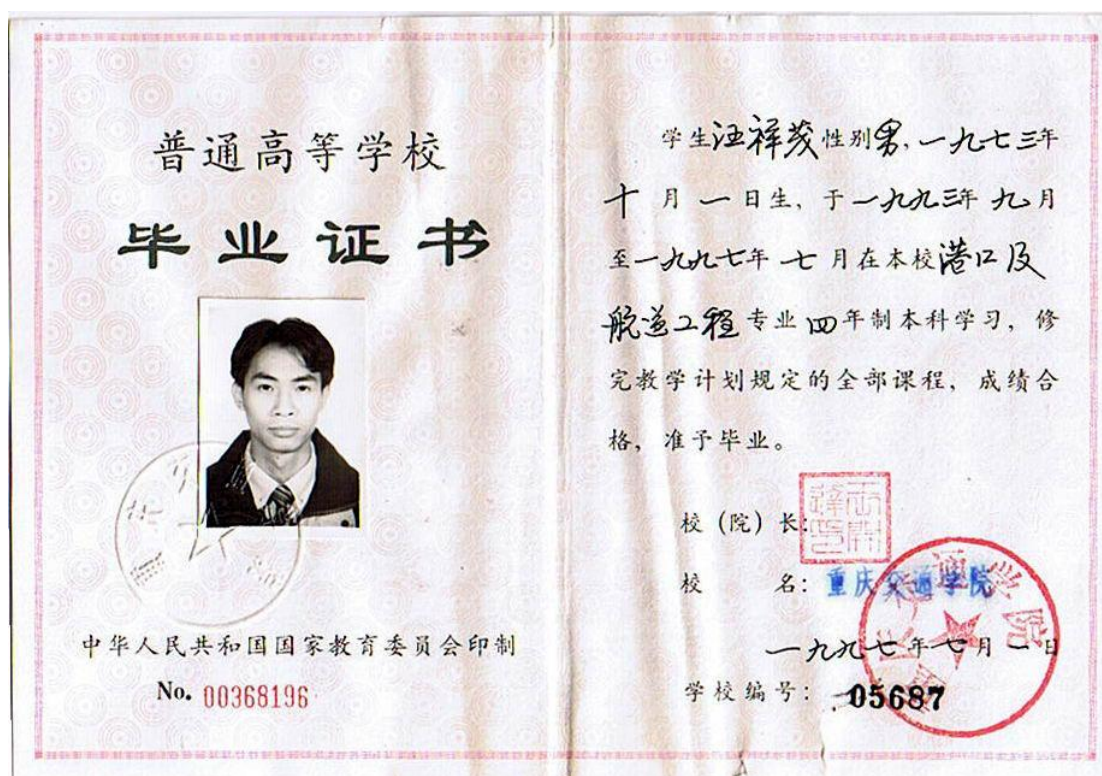 普通高等学校
毕业证书
中华人民共和国国家教育委员会印制
No. 00368196
学生汪祥茂性别男,一九七三年
十月一日生,于一九九三年九月
至一九九七年七月在本校港口及
航道工程专业四年制本科学习,修
完教学计划规定的全部课程,成绩合
格,准予毕业。
校(院)长:
校名:重庆交通学院
一九九七年七月一日
学校编号:05687